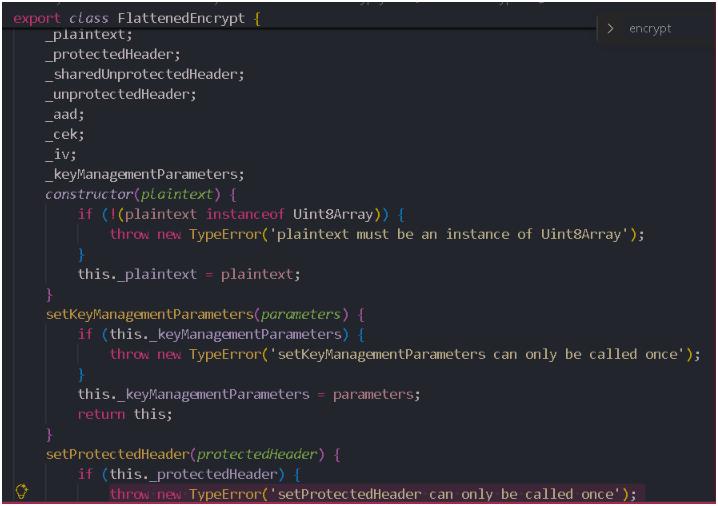 export class FlattenedEncrypt {
encrypt
_plaintext;
_protectedHeader;
_sharedUnprotectedHeader;
_unprotectedHeader;
_aad;
_cek;
_iv;
_keyManagementParameters;
constructor(plaintext) {
if (!(plaintext instanceof Uint8Array)) {
throw new TypeError('plaintext must be an instance of Uint8Array');
}
this._plaintext = plaintext;
}
setKeyManagementParameters(parameters) {
if (this._keyManagementParameters) {
throw new TypeError('setKeyManagementParameters can only be called once');
}
this._keyManagementParameters = parameters;
return this;
}
setProtectedHeader(protectedHeader) {
if (this._protectedHeader) {
throw new TypeError('setProtectedHeader can only be called once');